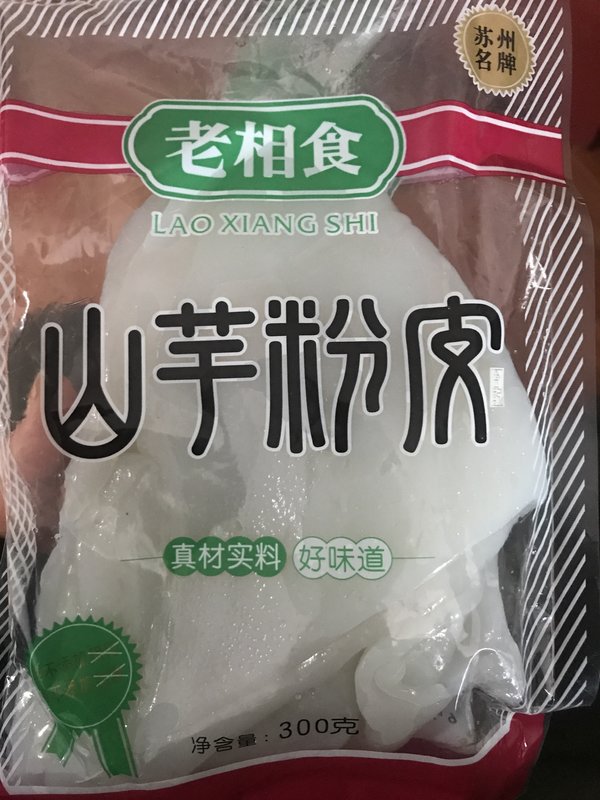 苏州
名牌
老相食
LAO XIANG SHI
山芋粉皮
真材实料 好味道
净含量：300克